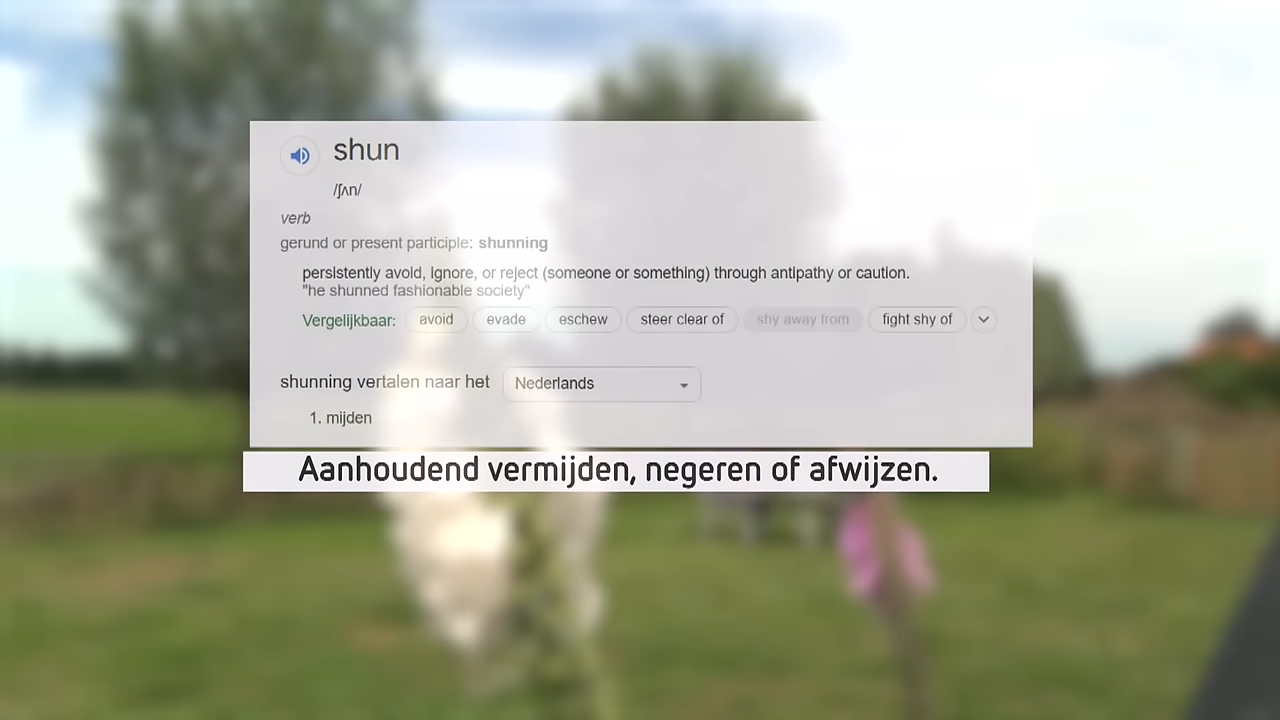 shun
/ʃʌn/
verb
gerund or present participle: shunning
persistently avoid, ignore, or reject (someone or something) through antipathy or caution.
"he shunned fashionable society"
Vergelijkbaar: avoid evade eschew steer clear of shy away from fight shy of
shunning vertalen naar het Nederlands
1. mijden
Aanhoudend vermijden, negeren of afwijzen.